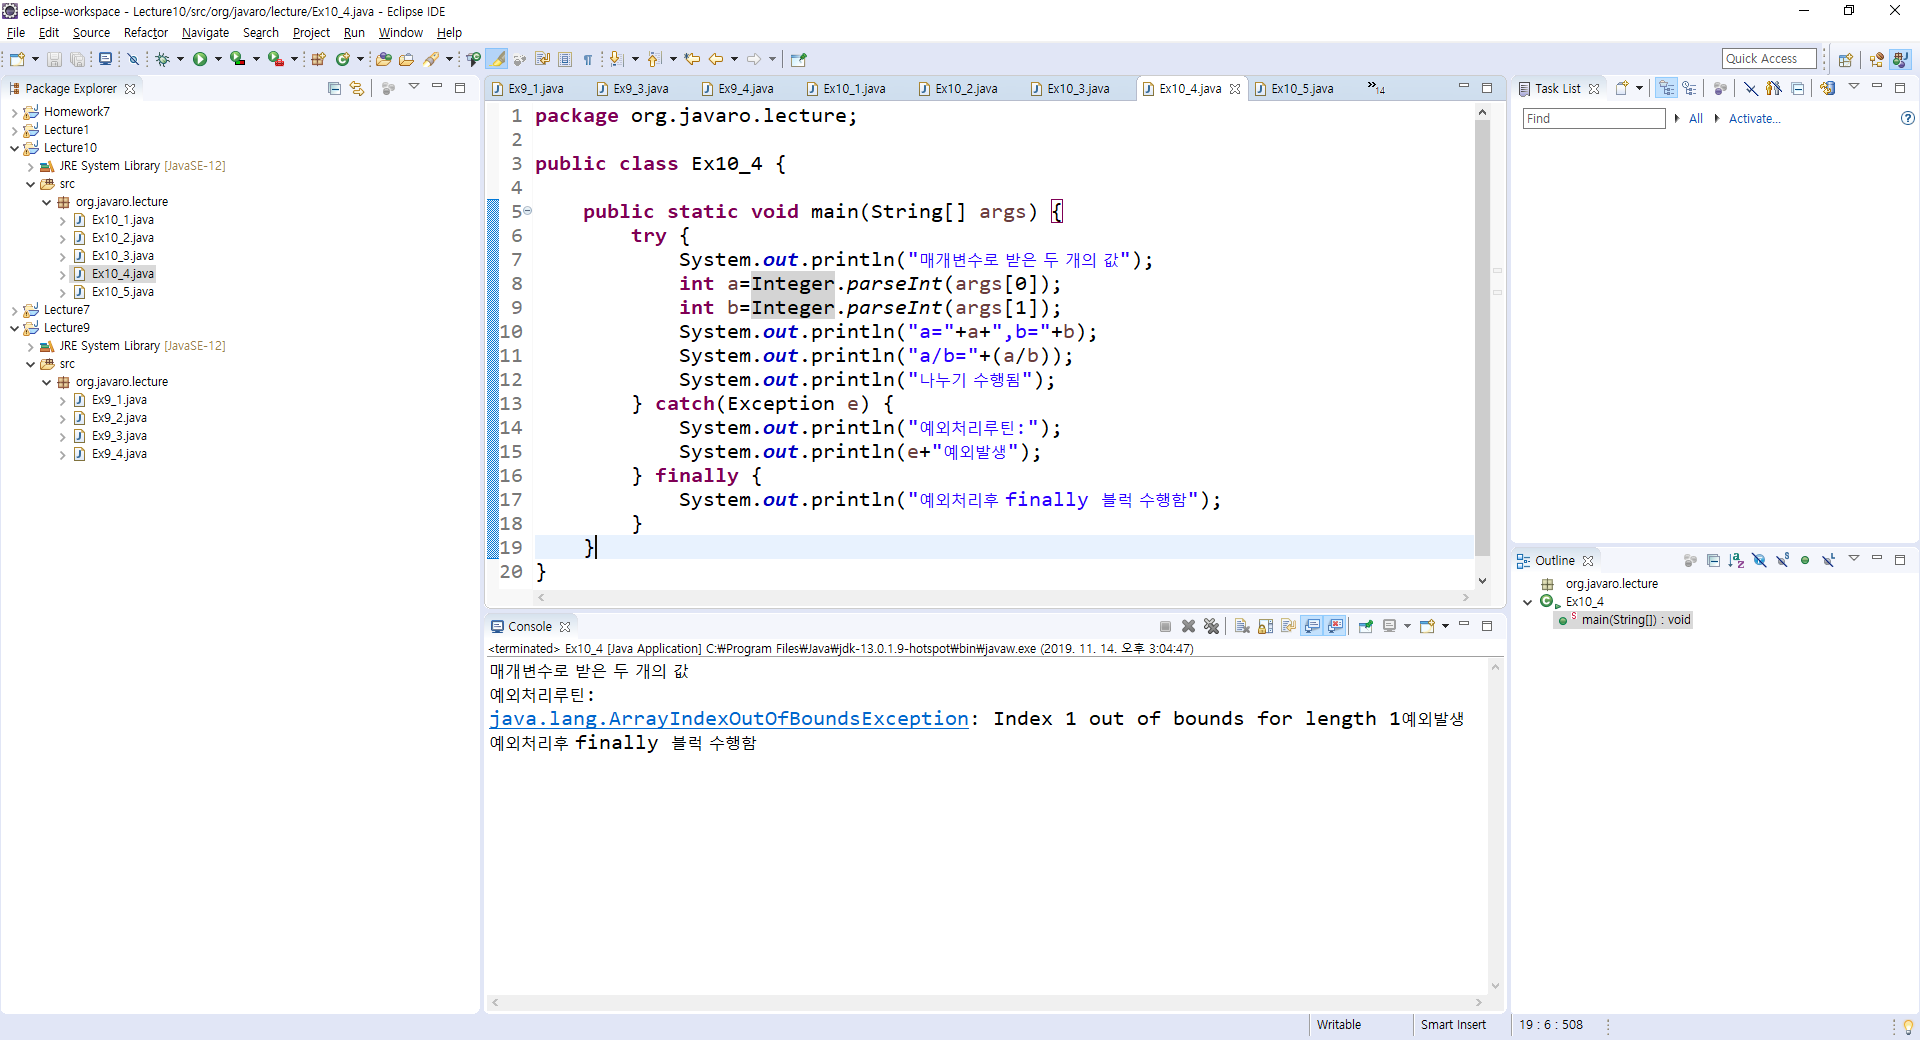 eclipse-workspace - Lecture10/src/org/javaro/lecture/Ex10_4.java - Eclipse IDE
File Edit Source Refactor Navigate Search Project Run Window Help
Quick Access
Package Explorer
Homework7
Lecture1
Lecture10
JRE System Library [JavaSE-12]
src
org.javaro.lecture
Ex10_1.java
Ex10_2.java
Ex10_3.java
Ex10_4.java
Ex10_5.java
Lecture7
Lecture9
JRE System Library [JavaSE-12]
src
org.javaro.lecture
Ex9_1.java
Ex9_2.java
Ex9_3.java
Ex9_4.java
Ex9_1.java Ex9_3.java Ex9_4.java Ex10_1.java Ex10_2.java Ex10_3.java Ex10_4.java Ex10_5.java »14
1 package org.javaro.lecture;
2
3 public class Ex10_4 {
4
5 public static void main(String[] args) {
6 try {
7 System.out.println("매개변수로 받은 두 개의 값");
8 int a=Integer.parseInt(args[0]);
9 int b=Integer.parseInt(args[1]);
10 System.out.println("a="+a+",b="+b);
11 System.out.println("a/b="+(a/b));
12 System.out.println("나누기 수행됨");
13 } catch(Exception e) {
14 System.out.println("예외처리루틴:");
15 System.out.println(e+"예외발생");
16 } finally {
17 System.out.println("예외처리후 finally 블럭 수행함");
18 }
19 }
20 }
Console
<terminated> Ex10_4 [Java Application] C:₩Program Files₩Java₩jdk-13.0.1.9-hotspot₩bin₩javaw.exe (2019. 11. 14. 오후 3:04:47)
매개변수로 받은 두 개의 값
예외처리루틴:
java.lang.ArrayIndexOutOfBoundsException: Index 1 out of bounds for length 1예외발생
예외처리후 finally 블럭 수행함
Task List
Find All Activate...
Outline
org.javaro.lecture
Ex10_4
main(String[]) : void
Writable Smart Insert 19 : 6 : 508